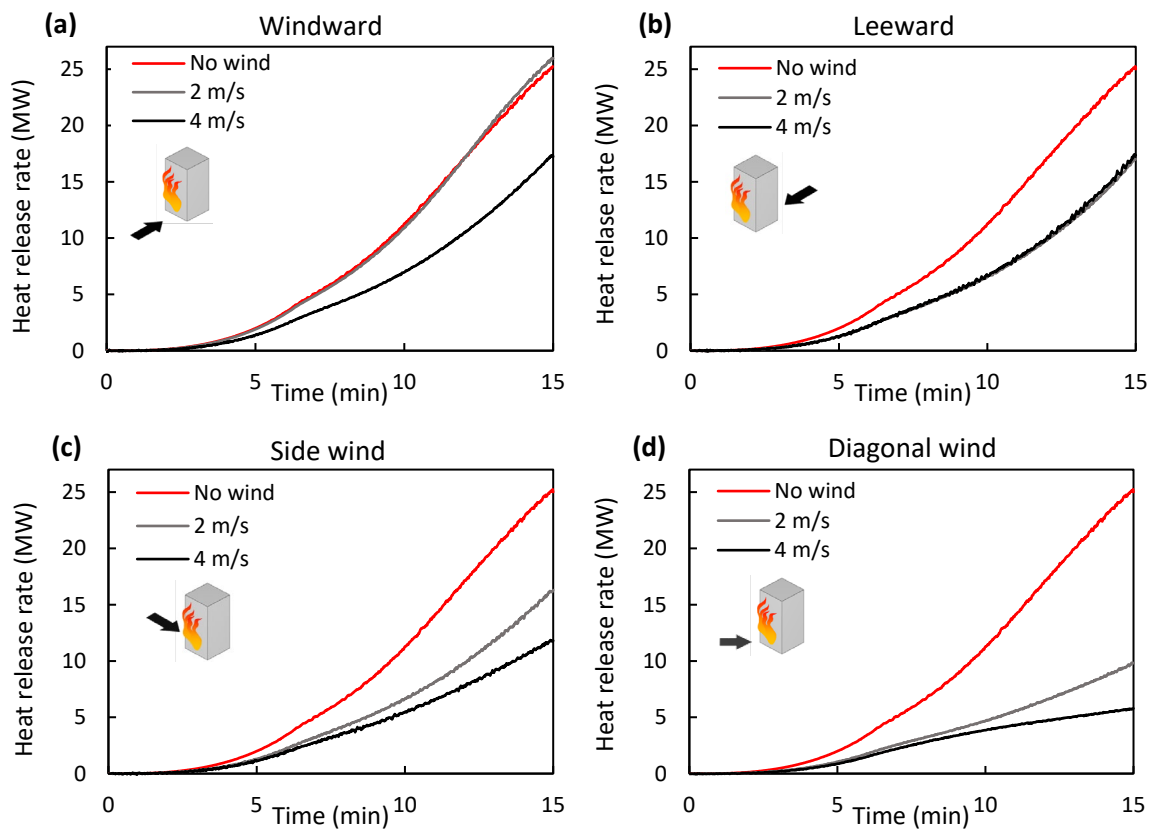 (a)
Windward
Heat release rate (MW)
25
20
15
10
5
0
No wind
2 m/s
4 m/s
0
5
10
15
Time (min)
(b)
Leeward
Heat relase rate (MW)
25
20
15
10
5
0
No wind
2 m/s
4 m/s
0
5
10
15
Time (min)
(c)
Side wind
Heat release rate (MW)
25
20
15
10
5
0
No wind
2 m/s
4 m/s
0
5
10
15
Time (min)
(d)
Diagonal wind
Heat release rate (MW)
25
20
15
10
5
0
No wind
2 m/s
4 m/s
0
5
10
15
Time (min)